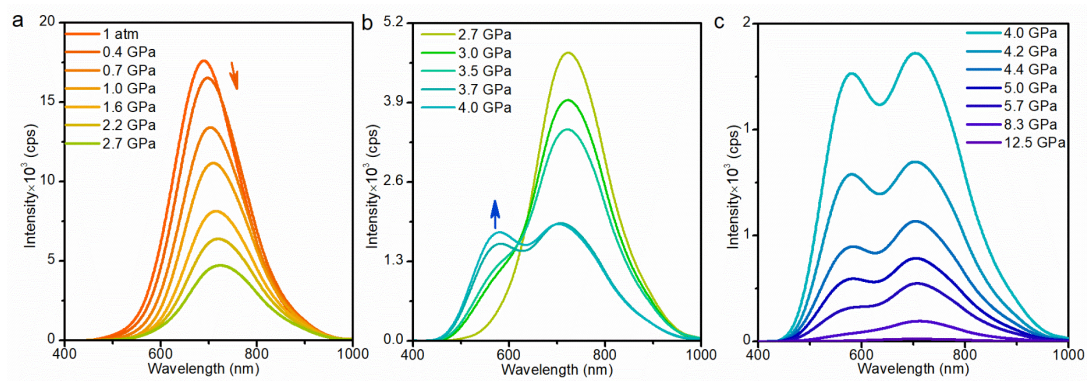 a
20
15
10
5
0
Intensity×10³ (cps)
1 atm
0.4 GPa
0.7 GPa
1.0 GPa
1.6 GPa
2.2 GPa
2.7 GPa
400 600 800 1000
Wavelength (nm)
b
5.2
3.9
2.6
1.3
0.0
Intensity×10³ (cps)
2.7 GPa
3.0 GPa
3.5 GPa
3.7 GPa
4.0 GPa
400 600 800 1000
Wavelength (nm)
c
2
1
1
0
Intensity×10³ (cps)
4.0 GPa
4.2 GPa
4.4 GPa
5.0 GPa
5.7 GPa
8.3 GPa
12.5 GPa
400 600 800 1000
Wavelength (nm)